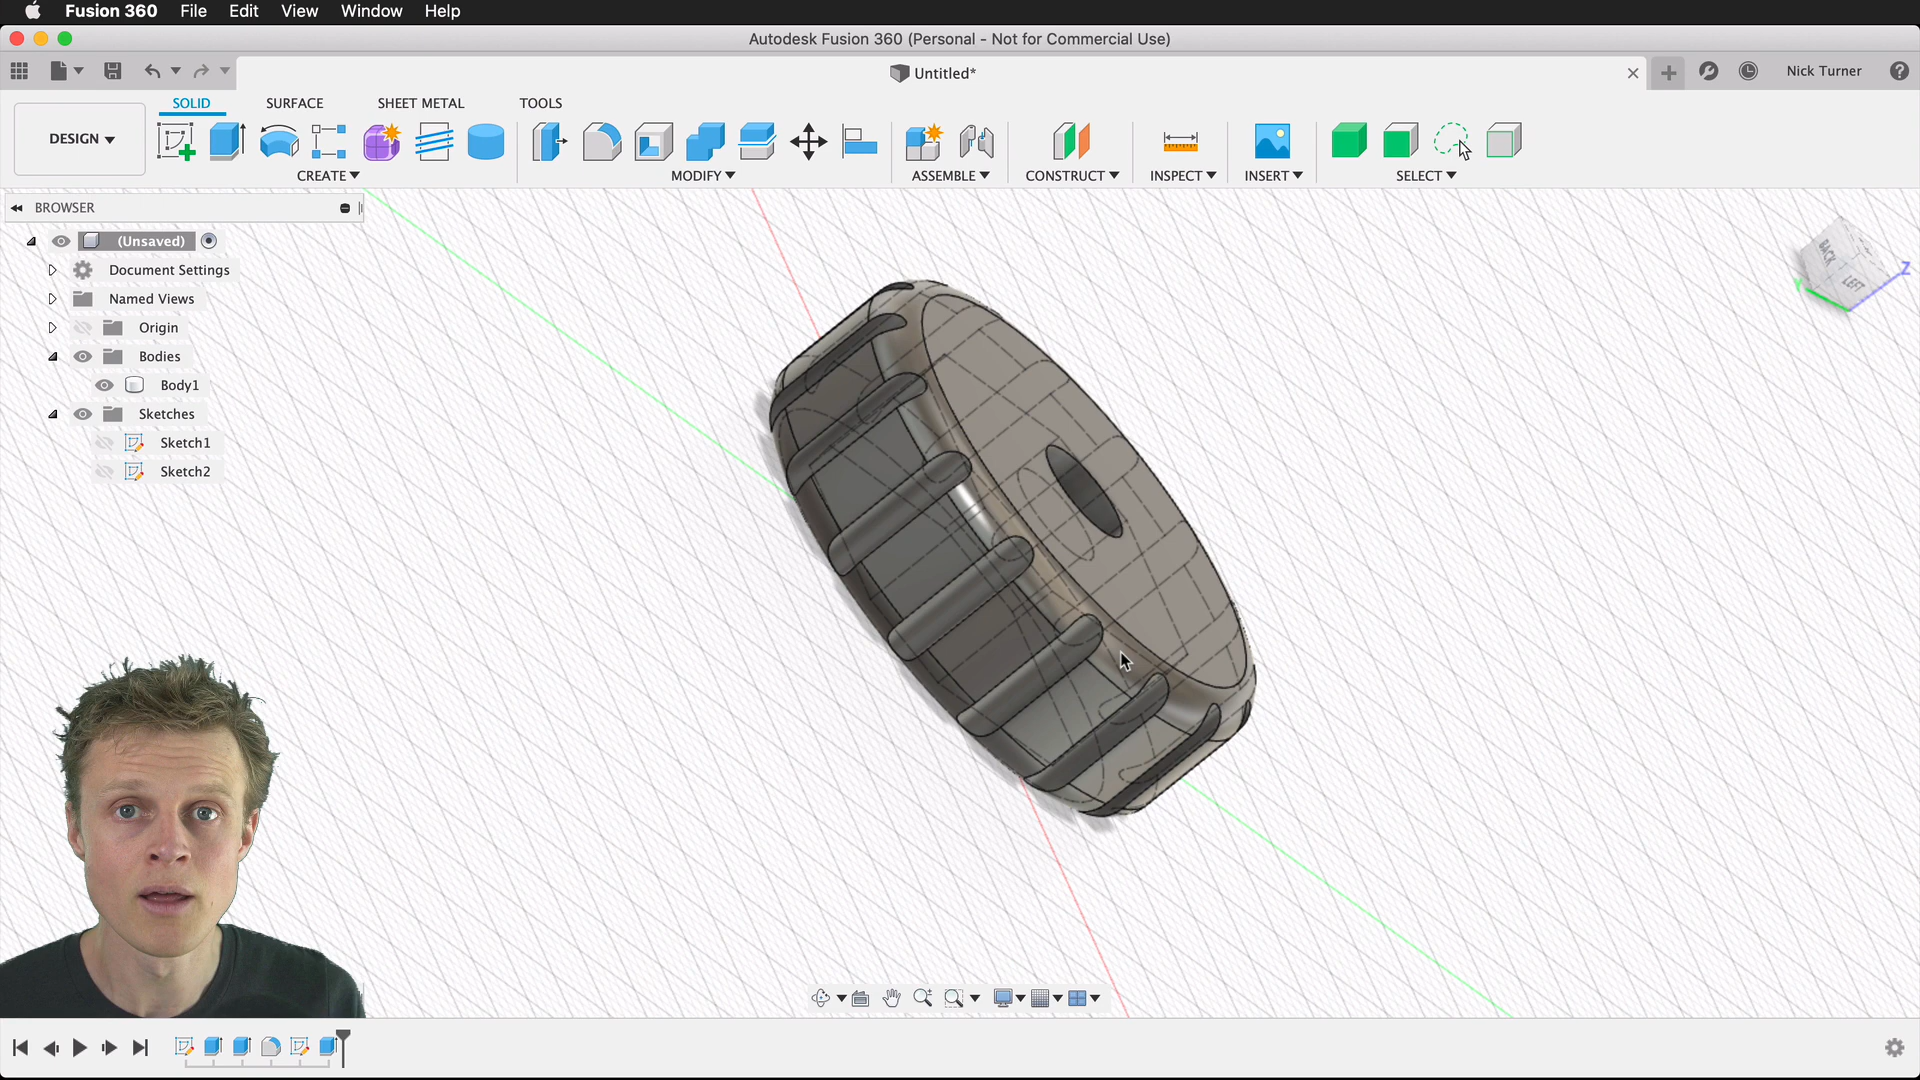 Fusion 360 File Edit View Window Help
Autodesk Fusion 360 (Personal - Not for Commercial Use)
Untitled*
Nick Turner
SOLID SURFACE SHEET METAL TOOLS
DESIGN
CREATE MODIFY ASSEMBLE CONSTRUCT INSPECT INSERT SELECT
BROWSER
(Unsaved)
Document Settings
Named Views
Origin
Bodies
Body1
Sketches
Sketch1
Sketch2
BACK
LEFT
Z
Y